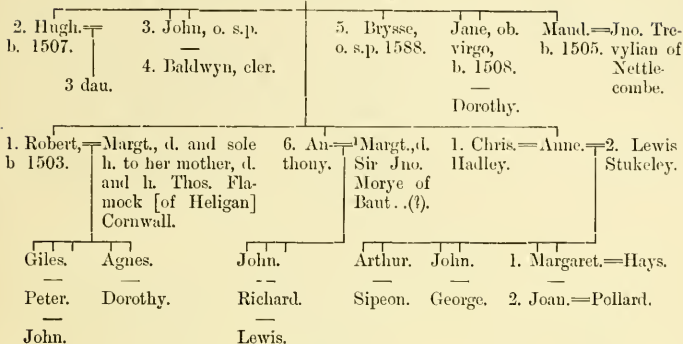 2. Hugh.
b. 1507.
3 dau.
3. John, o. s.p.
—
4. Baldwyn, cler.
5. Brysse,
o. s.p. 1588.
Jane, ob.
virgo,
b. 1508.
—
Dorothy.
Maud.=Jno. Tre-
b. 1505. vylian of
Nettle-
combe.
1. Robert,=Margt., d. and sole
b 1503. h. to her mother, d.
and h. Thos. Fla-
mock [of Heligan]
Cornwall.
6. An-=¹Margt.,d.
thony. Sir Jno.
Morye of
Baut . .(?).
1. Chris.=Anne.=2. Lewis
Hadley. Stukeley.
Giles.
—
Peter.
—
John.
Agnes.
—
Dorothy.
John.
--
Richard.
—
Lewis.
Arthur.
—
Sipeon.
John.
—
George.
1. Margaret.=Hays.
—
2. Joan.=Pollard.